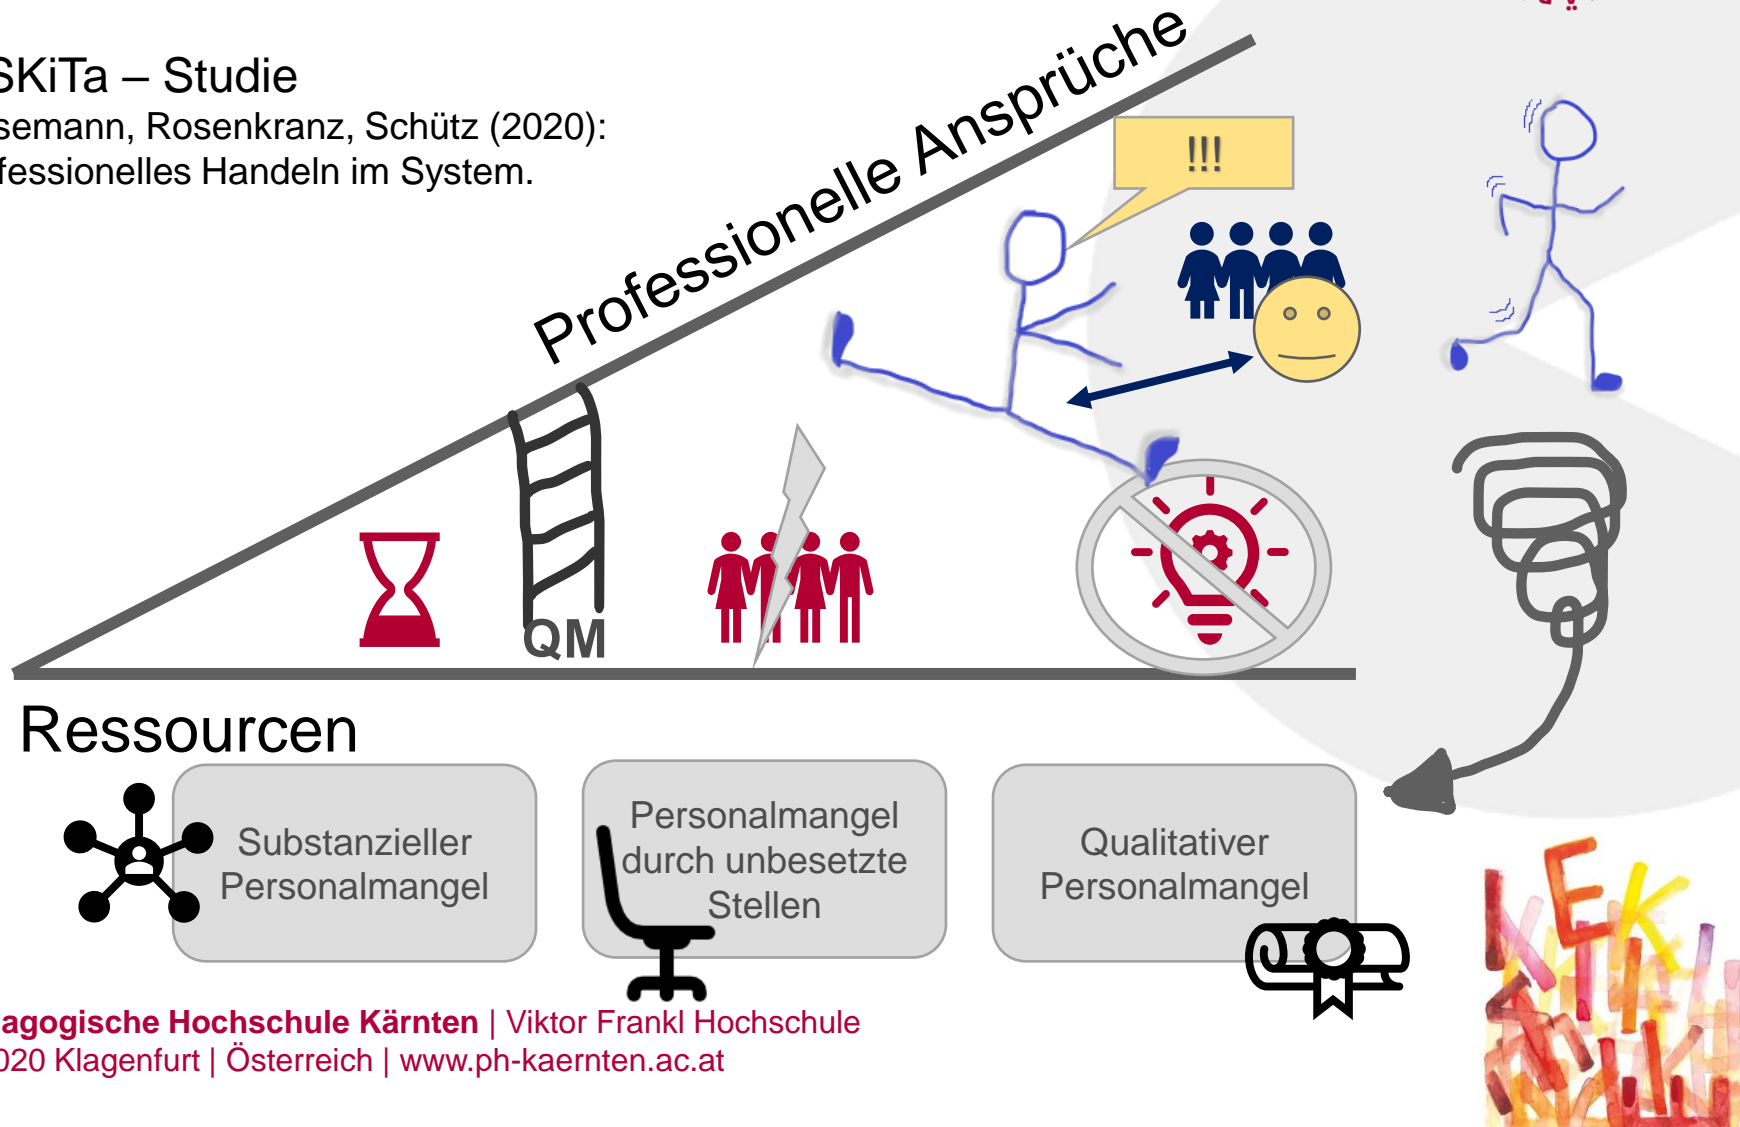 SKiTa – Studie
semann, Rosenkranz, Schütz (2020):
fessionelles Handeln im System.
Professionelle Ansprüche
!!!
QM
Ressourcen
Substanzieller
Personalmangel
Personalmangel
durch unbesetzte
Stellen
Qualitativer
Personalmangel
agogische Hochschule Kärnten | Viktor Frankl Hochschule
020 Klagenfurt | Österreich | www.ph-kaernten.ac.at